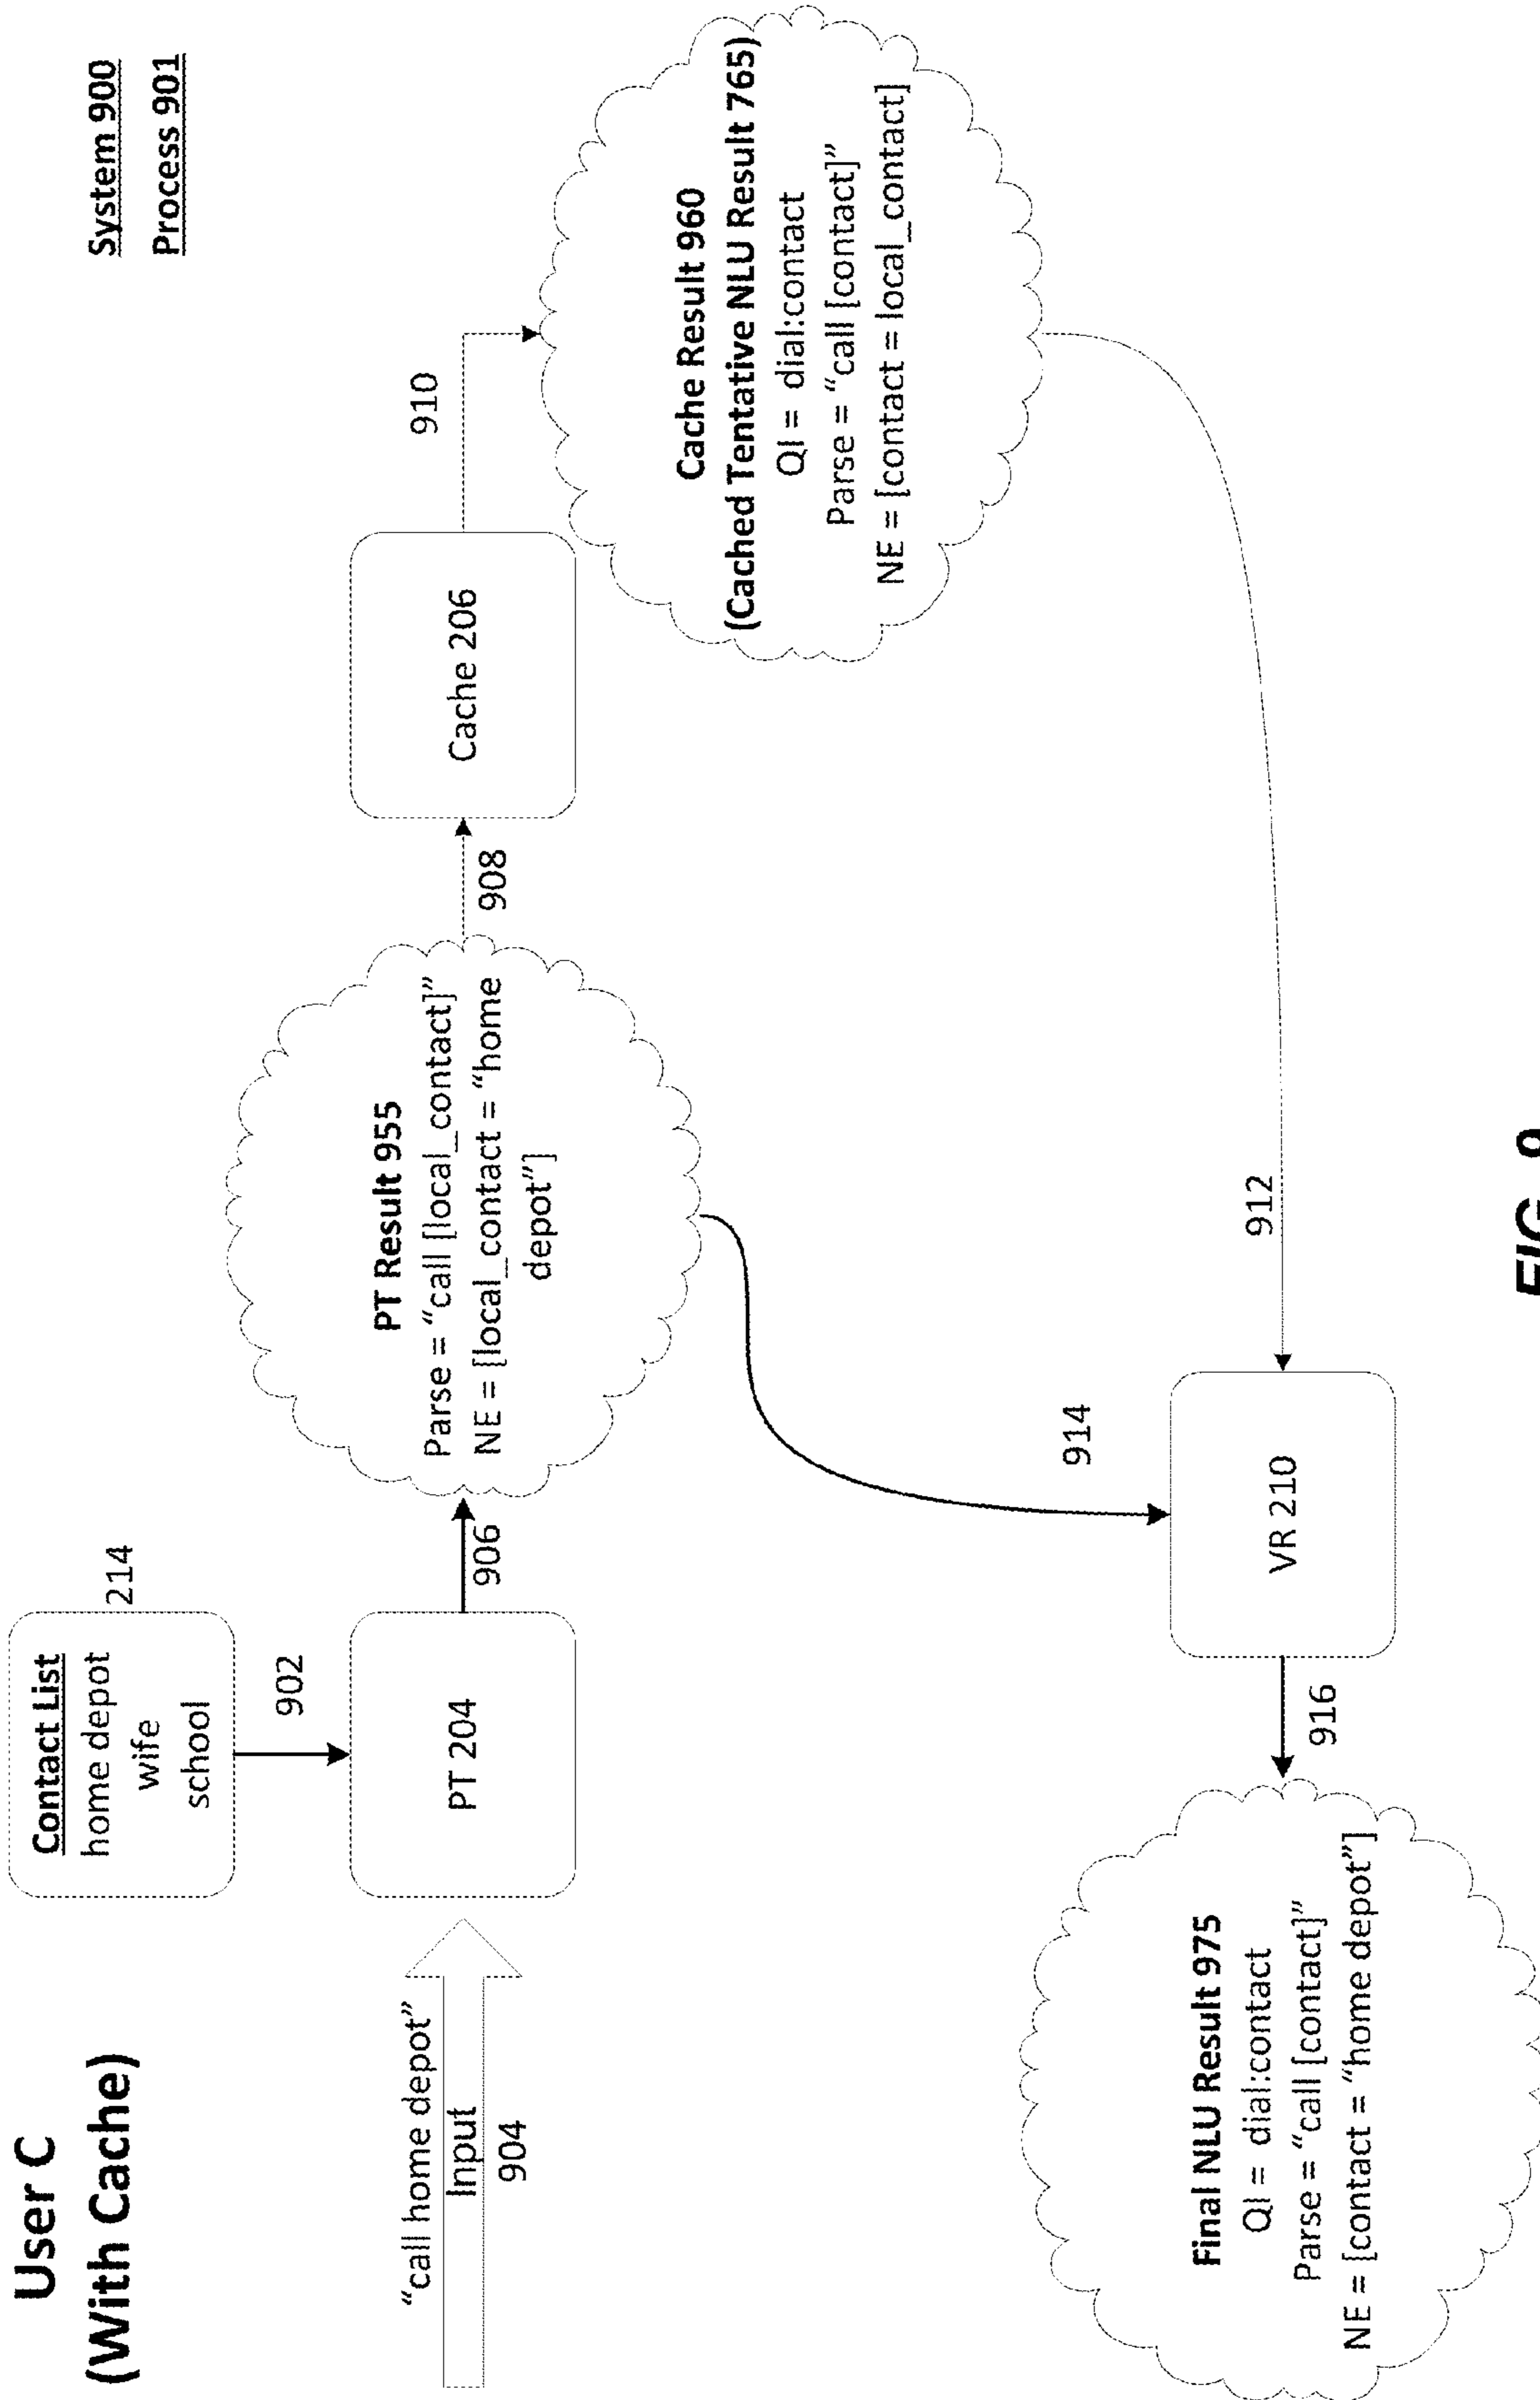 User C
(With Cache)
System 900
Process 901
Contact List
home depot
wife
school
214
902
"call home depot"
Input
904
PT 204
906
PT Result 955
Parse = "call [local_contact]"
NE = [local_contact = "home
depot"]
908
Cache 206
910
Cache Result 960
(Cached Tentative NLU Result 765)
QI = dial:contact
Parse = "call [contact]"
NE = [contact = local_contact]
912
914
VR 210
916
Final NLU Result 975
QI = dial:contact
Parse = "call [contact]"
NE = [contact = "home depot"]
FIG. 9